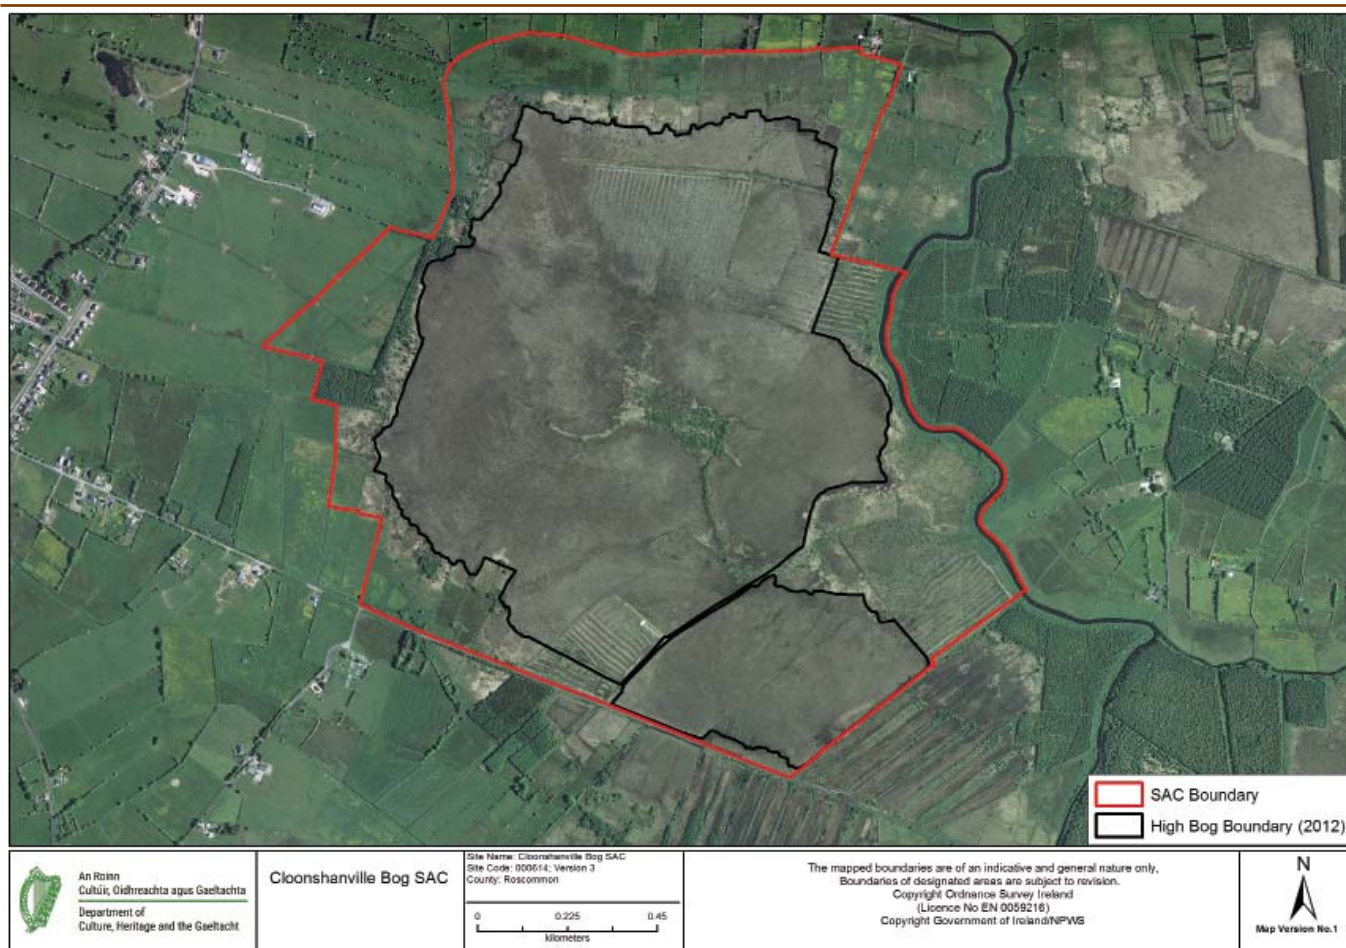 SAC Boundary
High Bog Boundary (2012)
An Roinn
Cultúir, Oidhreachta agus Gaeltachta
Department of
Culture, Heritage and the Gaeltacht
Cloonshanville Bog SAC
Site Name: Cloonshanville Bog SAC
Site Code: 000614; Version 3
County: Roscommon
0 0.225 0.45
kilometers
The mapped boundaries are of an indicative and general nature only,
Boundaries of designated areas are subject to revision.
Copyright Ordnance Survey Ireland
(Licence No EN 0059216)
Copyright Government of Ireland/NPWS
N
Map Version No.1